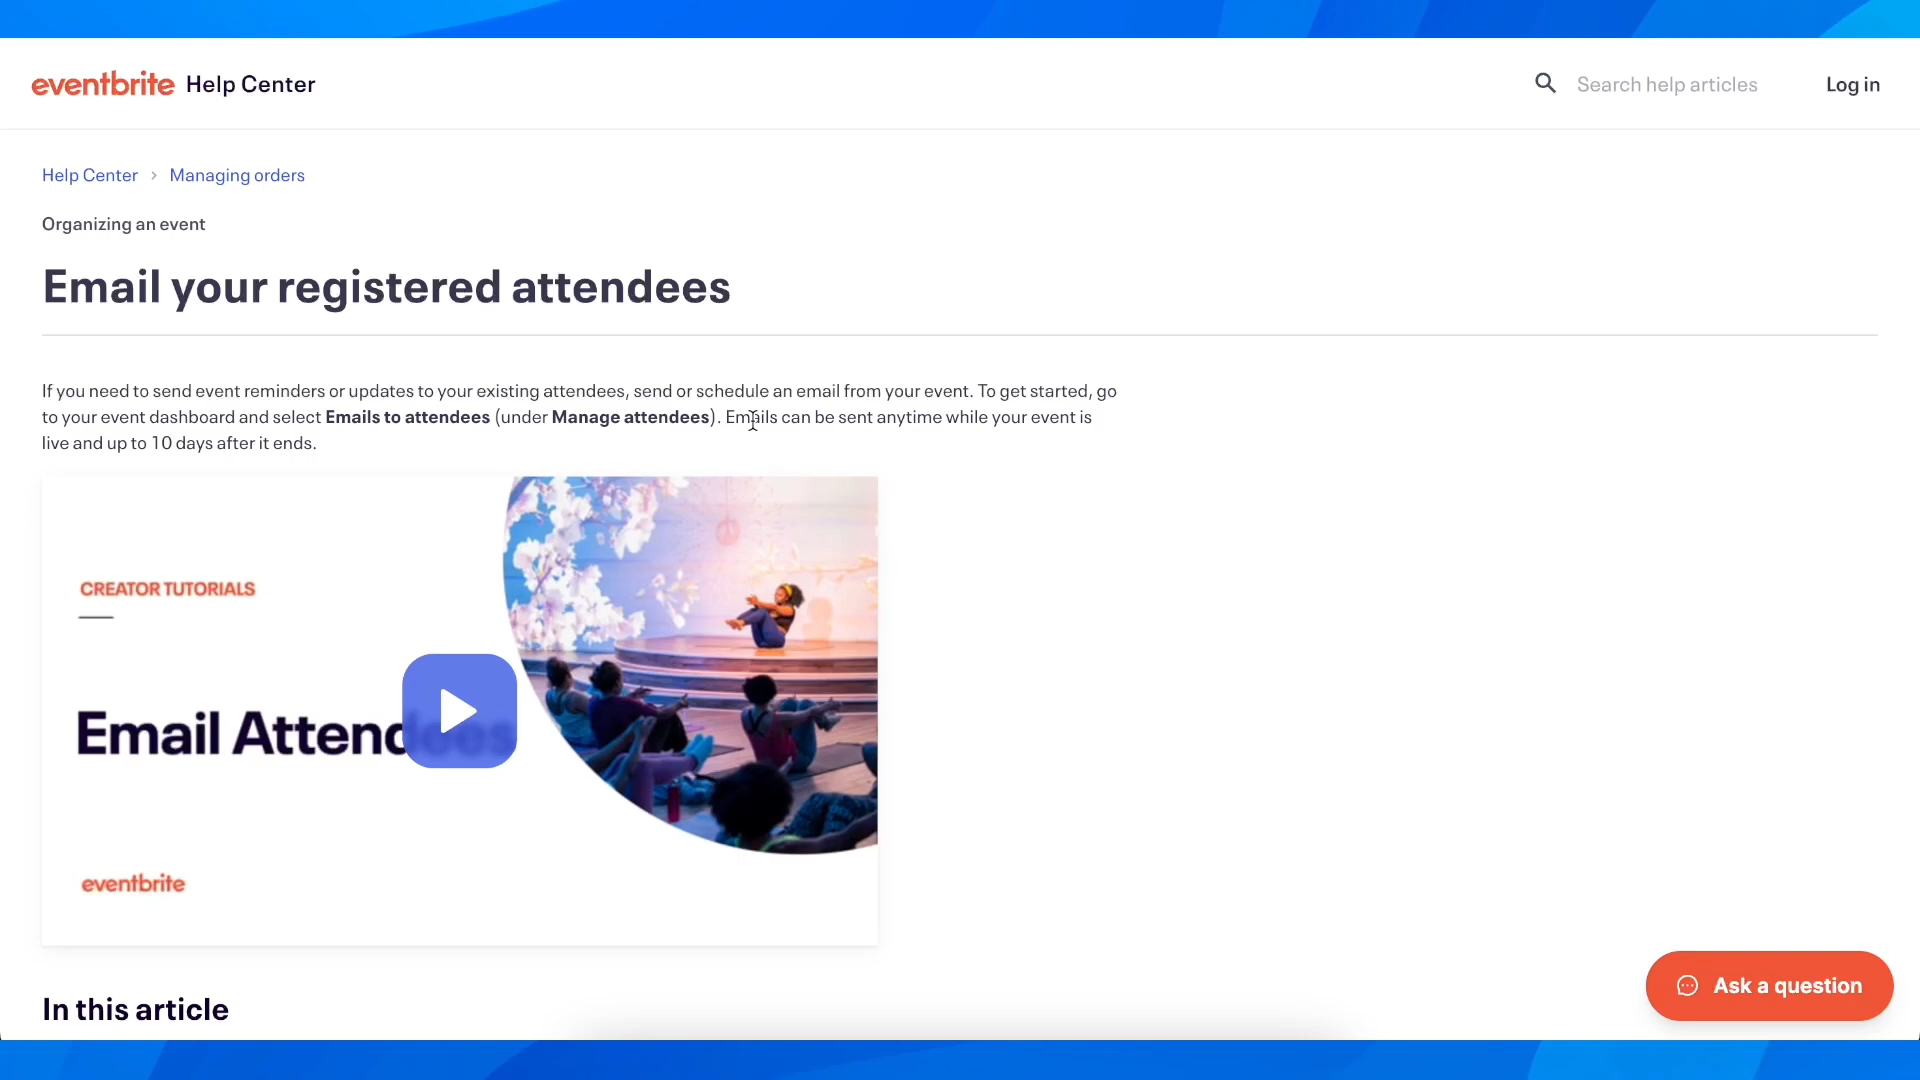 eventbrite Help Center
Search help articles
Log in
Help Center > Managing orders
Organizing an event
Email your registered attendees
If you need to send event reminders or updates to your existing attendees, send or schedule an email from your event. To get started, go
to your event dashboard and select Emails to attendees (under Manage attendees). Emails can be sent anytime while your event is
live and up to 10 days after it ends.
CREATOR TUTORIALS
Email Attendees
eventbrite
Ask a question
In this article